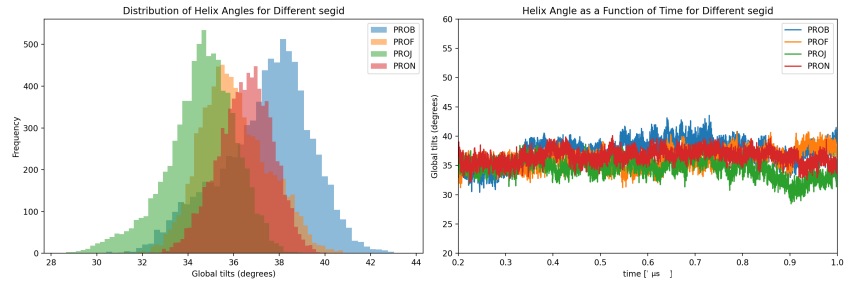 Distribution of Helix Angles for Different segid
Frequency
500
400
300
200
100
0
28 30 32 34 36 38 40 42 44
Global tilts (degrees)
PROB
PROF
PROJ
PRON
Helix Angle as a Function of Time for Different segid
Global tilts (degrees)
60
55
50
45
40
35
30
25
20
0.2 0.3 0.4 0.5 0.6 0.7 0.8 0.9 1.0
time [' μs ]
PROB
PROF
PROJ
PRON